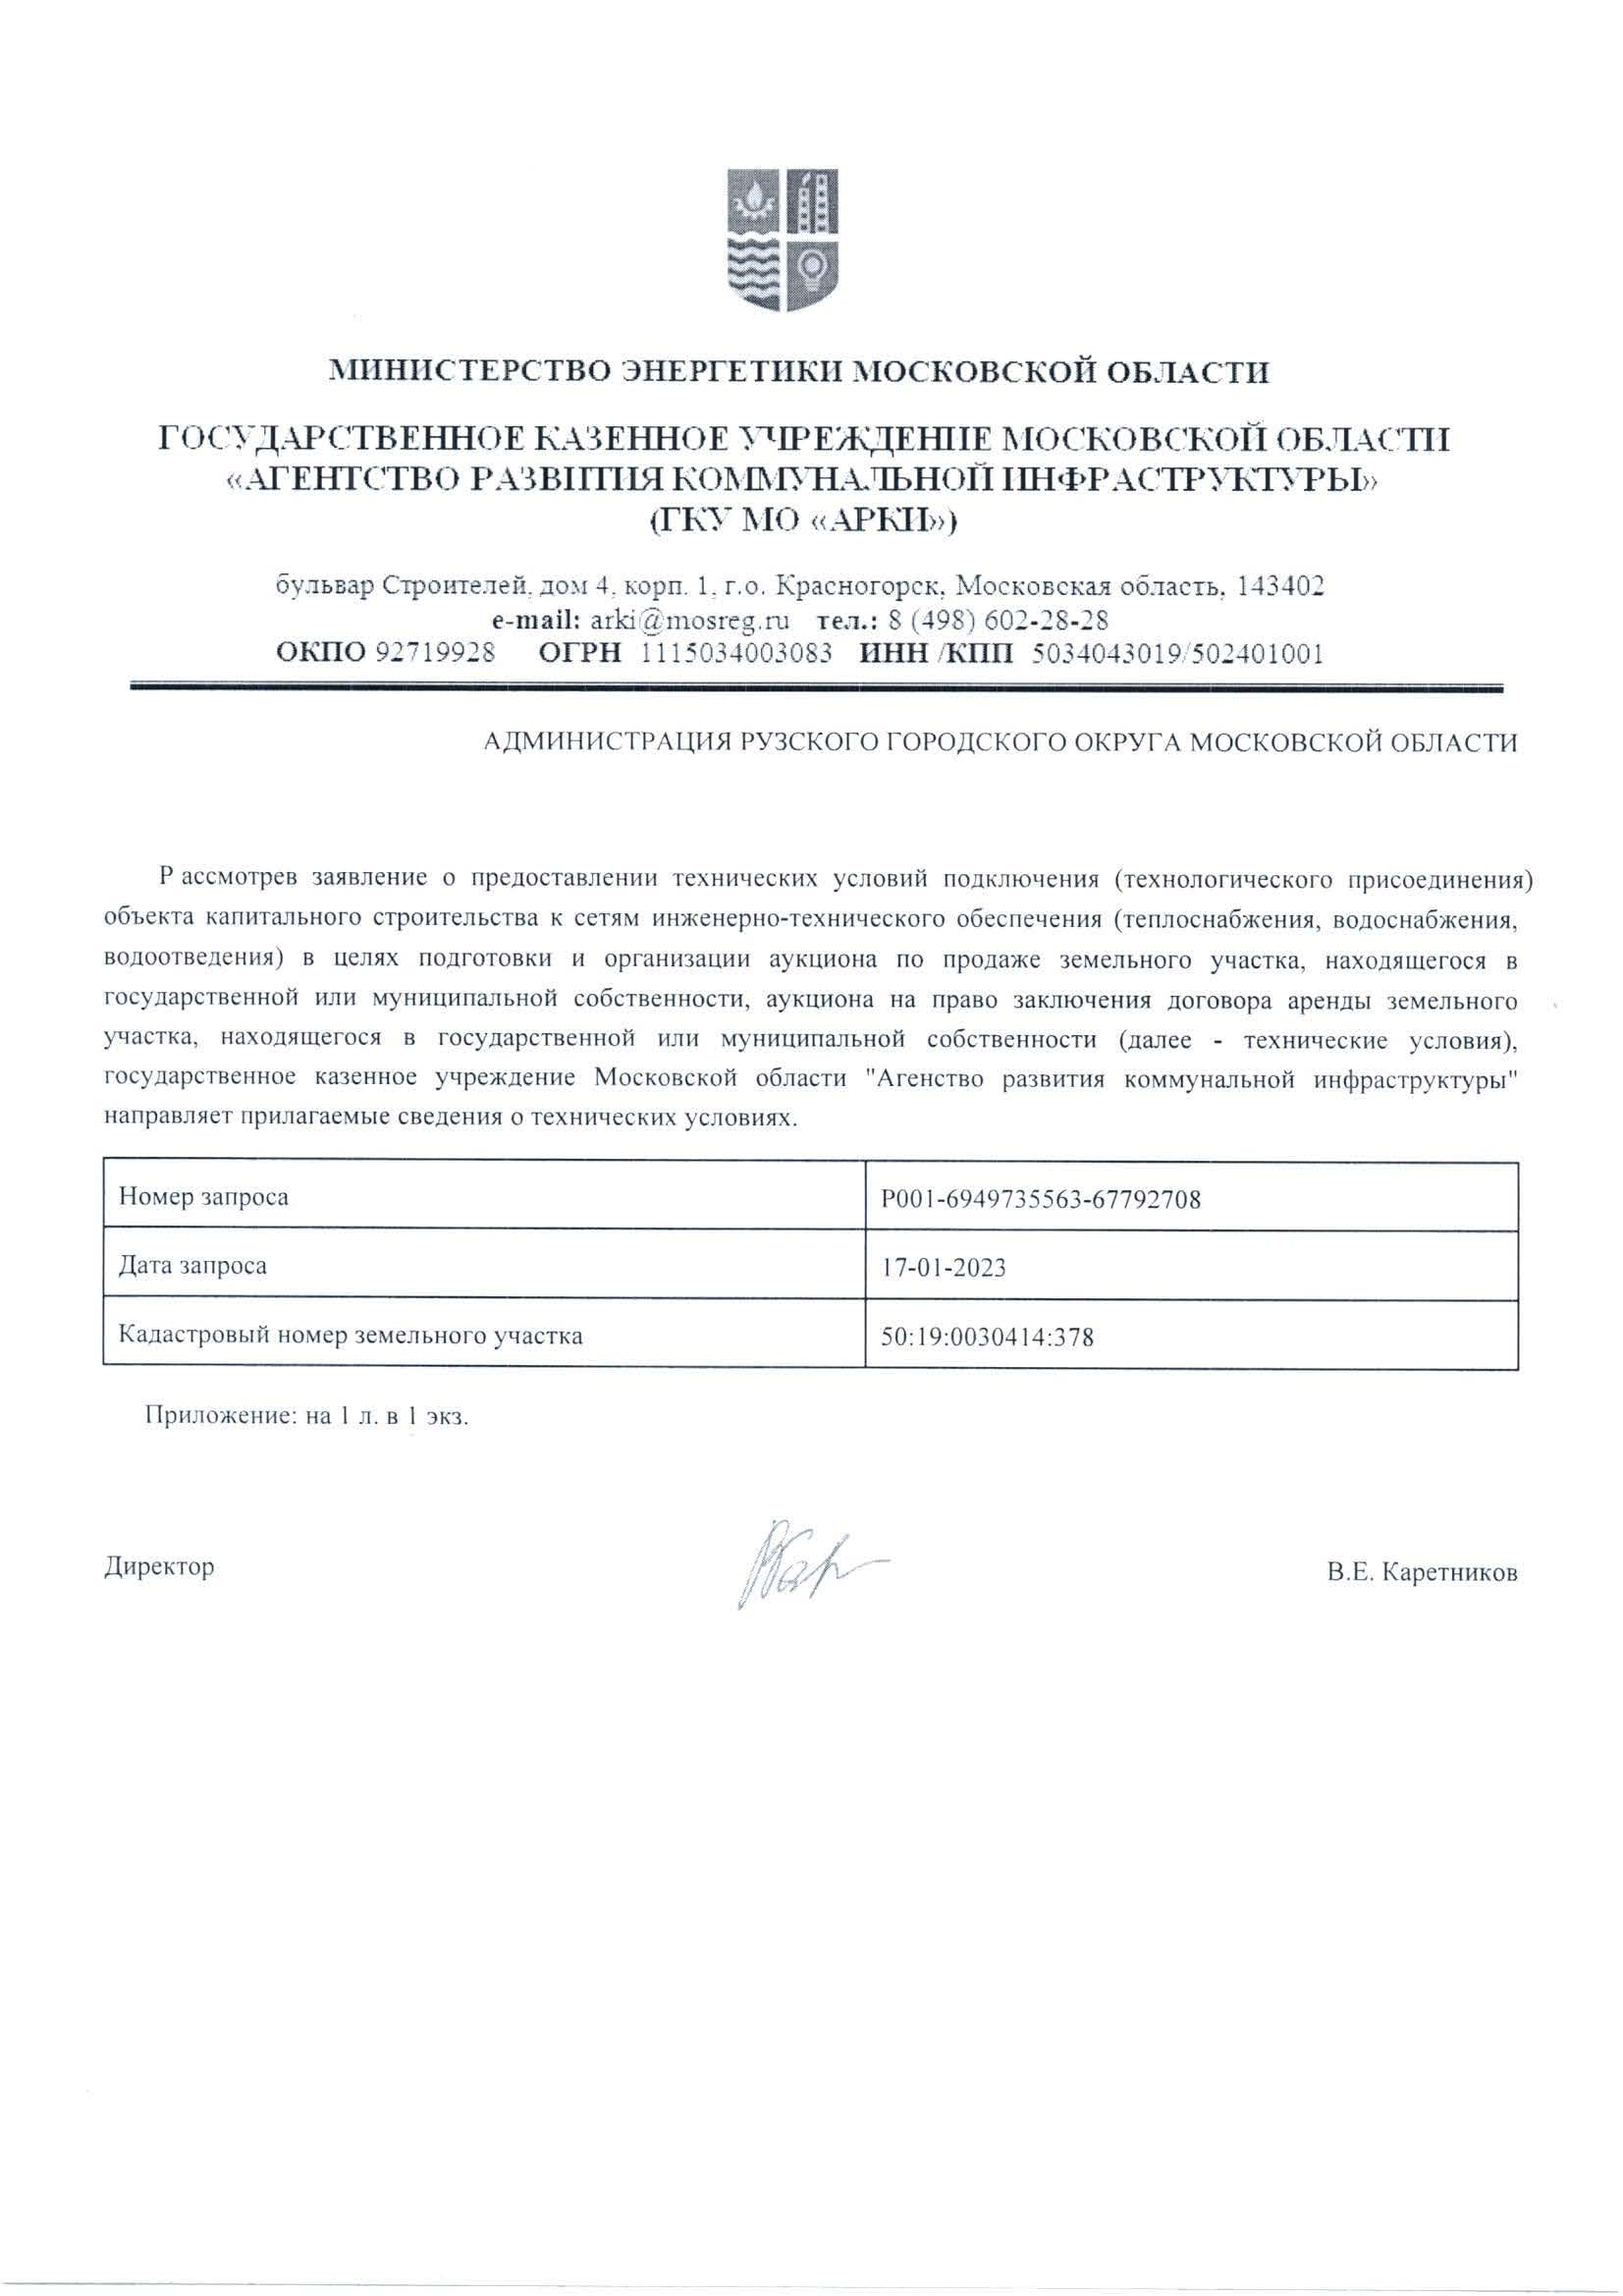 МИНИСТЕРСТВО ЭНЕРГЕТИКИ МОСКОВСКОЙ ОБЛАСТИ
ГОСУДАРСТВЕННОЕ КАЗЕННОЕ УЧРЕЖДЕНИЕ МОСКОВСКОЙ ОБЛАСТИ
«АГЕНТСТВО РАЗВИТИЯ КОММУНАЛЬНОЙ ИНФРАСТРУКТУРЫ»
(ГКУ МО «АРКИ»)
бульвар Строителей, дом 4, корп. 1, г.о. Красногорск, Московская область, 143402
e-mail: arki@mosreg.ru тел.: 8 (498) 602-28-28
ОКПО 92719928 ОГРН 1115034003083 ИНН /КПП 5034043019/502401001
АДМИНИСТРАЦИЯ РУЗСКОГО ГОРОДСКОГО ОКРУГА МОСКОВСКОЙ ОБЛАСТИ
Р ассмотрев заявление о предоставлении технических условий подключения (технологического присоединения)
объекта капитального строительства к сетям инженерно-технического обеспечения (теплоснабжения, водоснабжения,
водоотведения) в целях подготовки и организации аукциона по продаже земельного участка, находящегося в
государственной или муниципальной собственности, аукциона на право заключения договора аренды земельного
участка, находящегося в государственной или муниципальной собственности (далее - технические условия),
государственное казенное учреждение Московской области "Агенство развития коммунальной инфраструктуры"
направляет прилагаемые сведения о технических условиях.
Номер запроса P001-6949735563-67792708
Дата запроса 17-01-2023
Кадастровый номер земельного участка 50:19:0030414:378
Приложение: на 1 л. в 1 экз.
Директор В.Е. Каретников